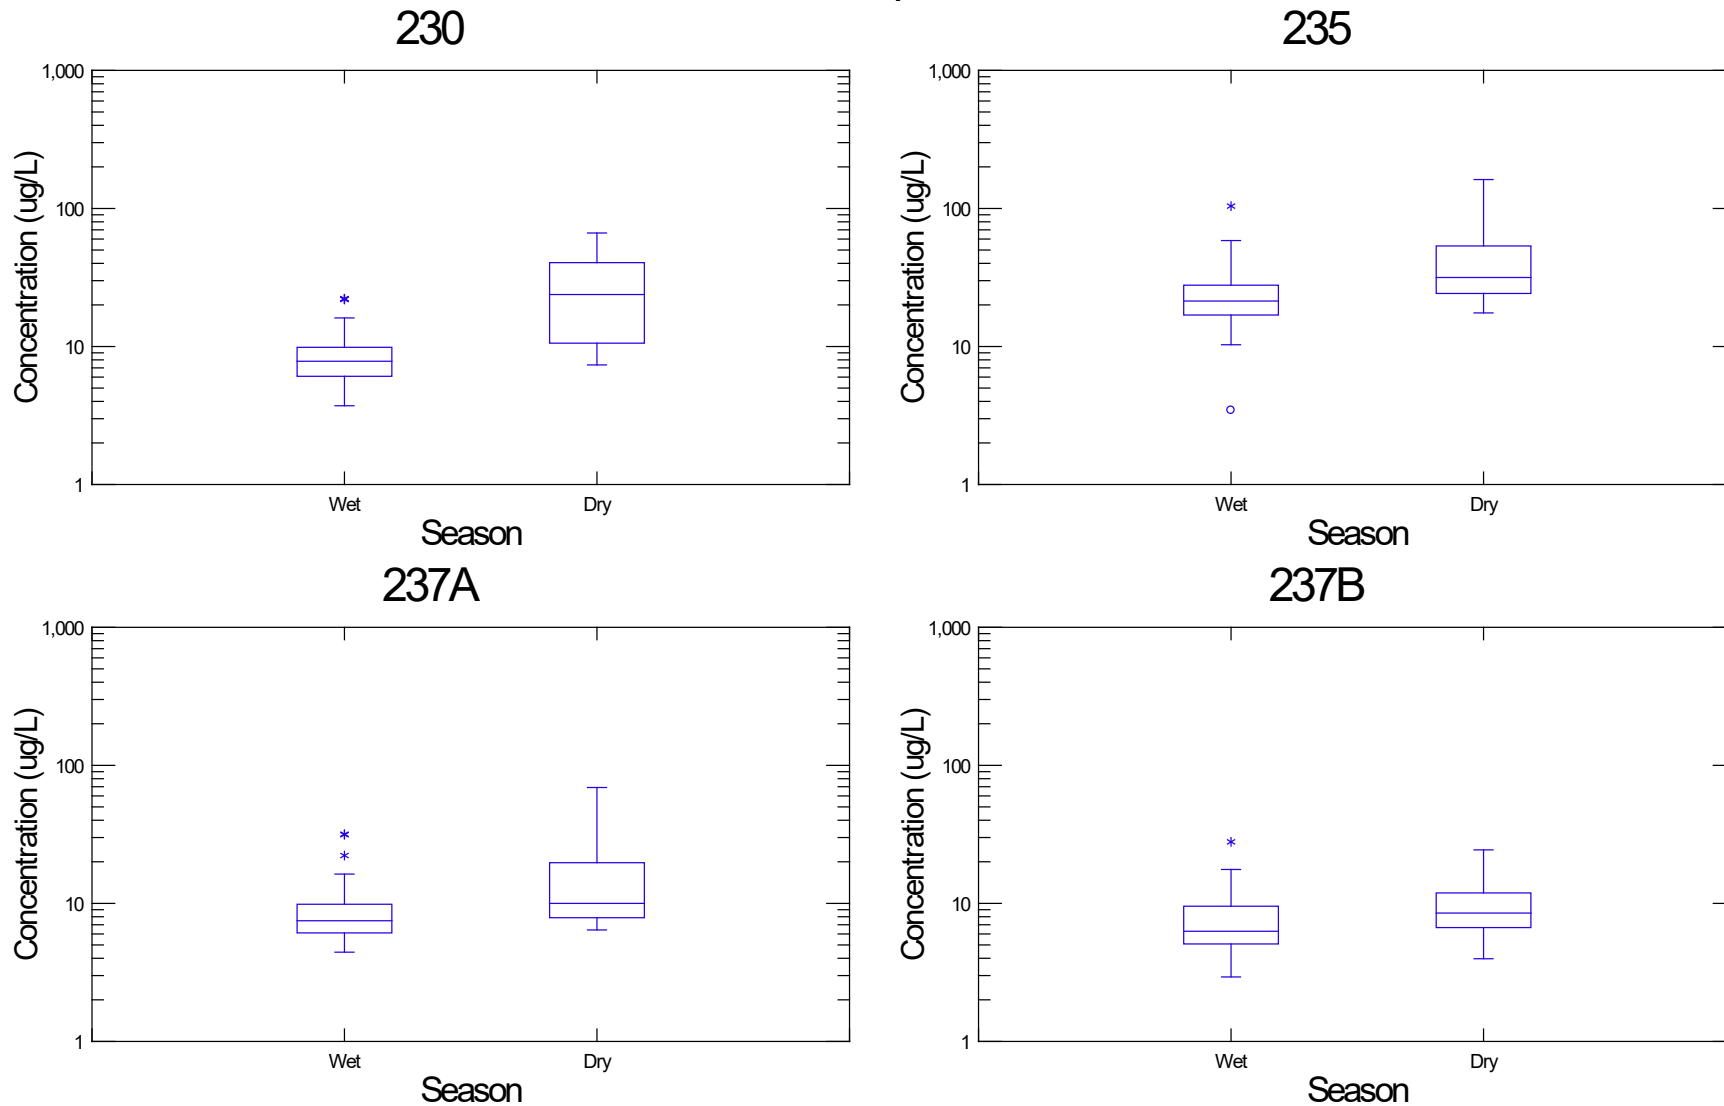 230
1,000
100
10
1
Concentration (ug/L)
Wet
Dry
Season
235
1,000
100
10
1
Concentration (ug/L)
Wet
Dry
Season
237A
1,000
100
10
1
Concentration (ug/L)
Wet
Dry
Season
237B
1,000
100
10
1
Concentration (ug/L)
Wet
Dry
Season